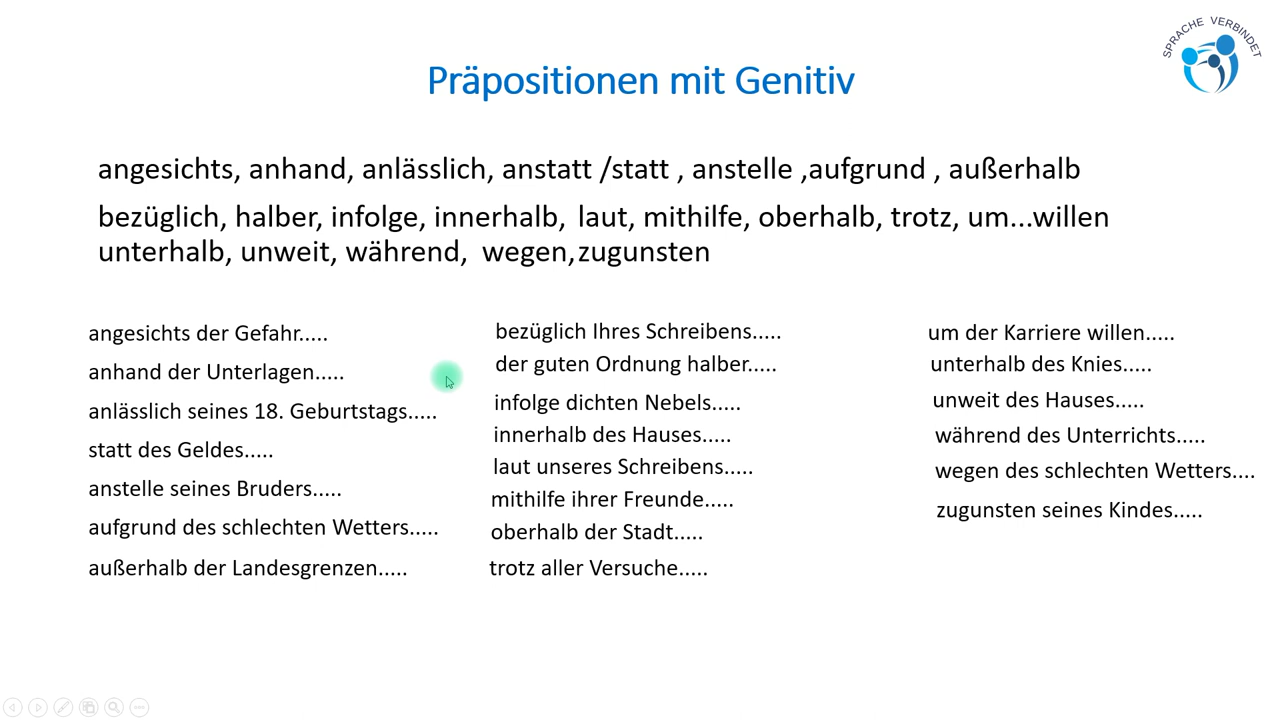 SPRACHE VERBINDET
Präpositionen mit Genitiv
angesichts, anhand, anlässlich, anstatt /statt , anstelle ,aufgrund , außerhalb
bezüglich, halber, infolge, innerhalb, laut, mithilfe, oberhalb, trotz, um...willen
unterhalb, unweit, während, wegen,zugunsten
angesichts der Gefahr.....
anhand der Unterlagen.....
anlässlich seines 18. Geburtstags.....
statt des Geldes.....
anstelle seines Bruders.....
aufgrund des schlechten Wetters.....
außerhalb der Landesgrenzen.....
bezüglich Ihres Schreibens.....
der guten Ordnung halber.....
infolge dichten Nebels.....
innerhalb des Hauses.....
laut unseres Schreibens.....
mithilfe ihrer Freunde.....
oberhalb der Stadt.....
trotz aller Versuche.....
um der Karriere willen.....
unterhalb des Knies.....
unweit des Hauses.....
während des Unterrichts.....
wegen des schlechten Wetters....
zugunsten seines Kindes.....